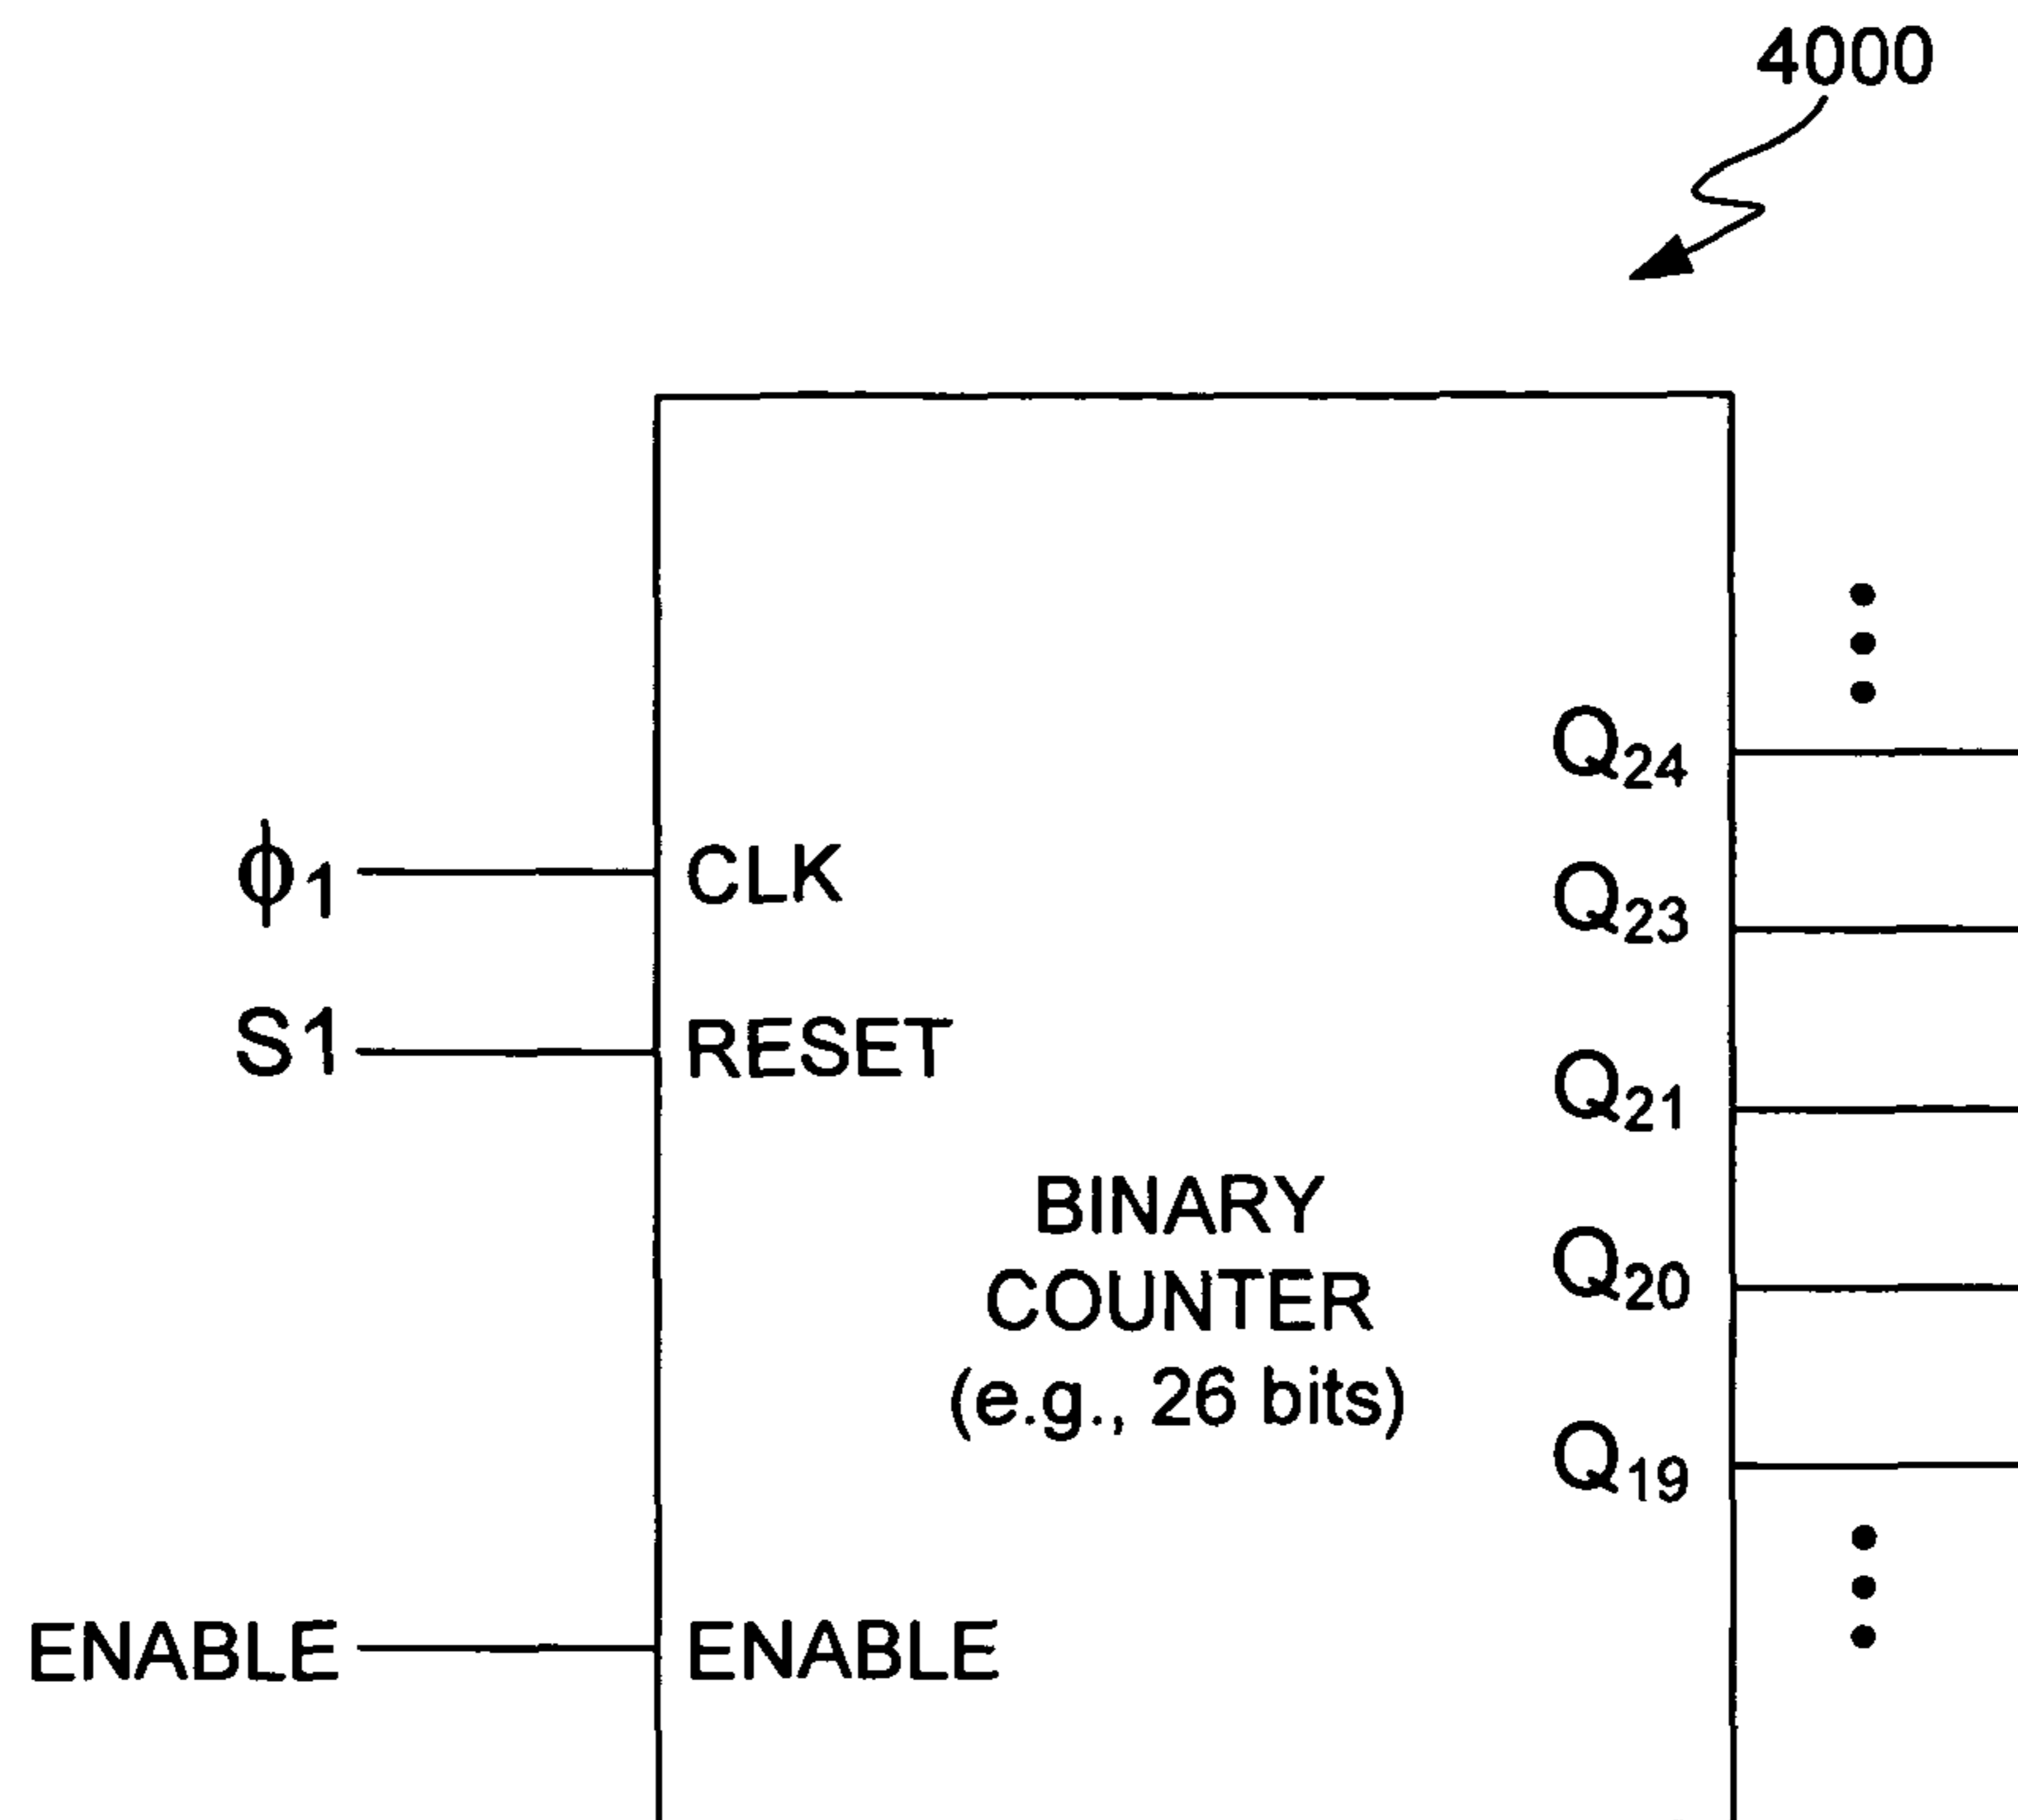 4000
Q24
ϕ1 CLK
Q23
S1 RESET
Q21
BINARY
COUNTER
(e.g., 26 bits)
Q20
Q19
ENABLE ENABLE